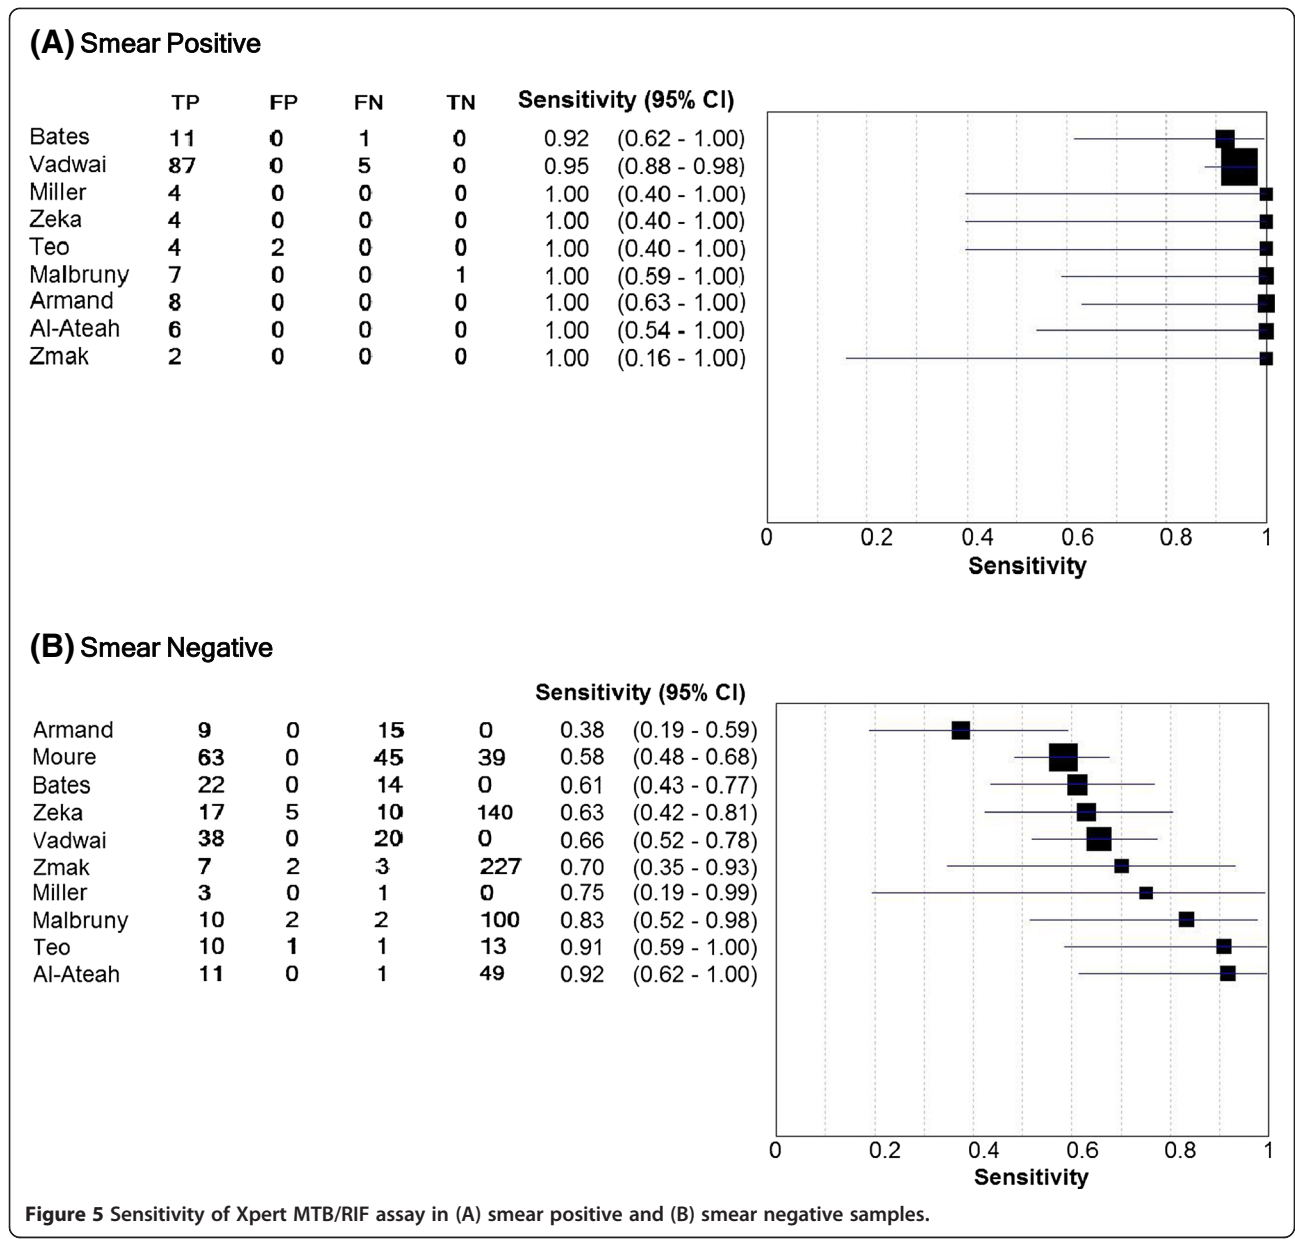 (A) Smear Positive
TP FP FN TN Sensitivity (95% CI)
Bates 11 0 1 0 0.92 (0.62 - 1.00)
Vadwai 87 0 5 0 0.95 (0.88 - 0.98)
Miller 4 0 0 0 1.00 (0.40 - 1.00)
Zeka 4 0 0 0 1.00 (0.40 - 1.00)
Teo 4 2 0 0 1.00 (0.40 - 1.00)
Malbruny 7 0 0 1 1.00 (0.59 - 1.00)
Armand 8 0 0 0 1.00 (0.63 - 1.00)
Al-Ateah 6 0 0 0 1.00 (0.54 - 1.00)
Zmak 2 0 0 0 1.00 (0.16 - 1.00)
0 0.2 0.4 0.6 0.8 1
Sensitivity
(B) Smear Negative
Sensitivity (95% CI)
Armand 9 0 15 0 0.38 (0.19 - 0.59)
Moure 63 0 45 39 0.58 (0.48 - 0.68)
Bates 22 0 14 0 0.61 (0.43 - 0.77)
Zeka 17 5 10 140 0.63 (0.42 - 0.81)
Vadwai 38 0 20 0 0.66 (0.52 - 0.78)
Zmak 7 2 3 227 0.70 (0.35 - 0.93)
Miller 3 0 1 0 0.75 (0.19 - 0.99)
Malbruny 10 2 2 100 0.83 (0.52 - 0.98)
Teo 10 1 1 13 0.91 (0.59 - 1.00)
Al-Ateah 11 0 1 49 0.92 (0.62 - 1.00)
0 0.2 0.4 0.6 0.8 1
Sensitivity
Figure 5 Sensitivity of Xpert MTB/RIF assay in (A) smear positive and (B) smear negative samples.